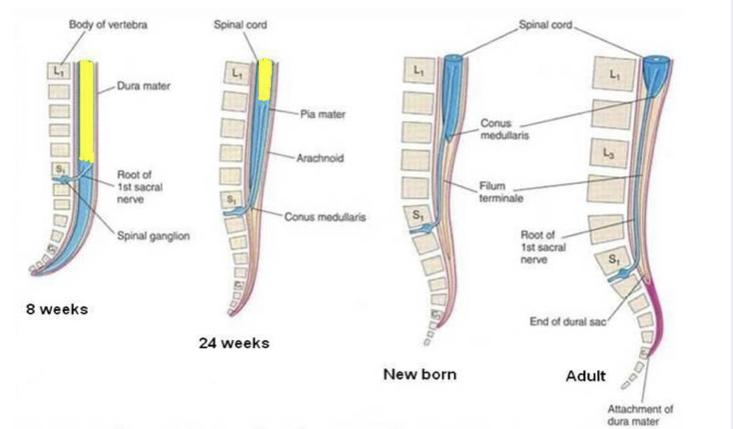 Body of vertebra
L₁
Dura mater
S₁
Root of
1st sacral
nerve
Spinal ganglion
8 weeks
Spinal cord
L₁
Pia mater
Arachnoid
S₁
Conus medullaris
24 weeks
Spinal cord
L₁
Conus
medullaris
Filum
terminale
S₁
New born
L₁
L₃
Root of
1st sacral
nerve
S₁
End of dural sac
Adult
Attachment of
dura mater